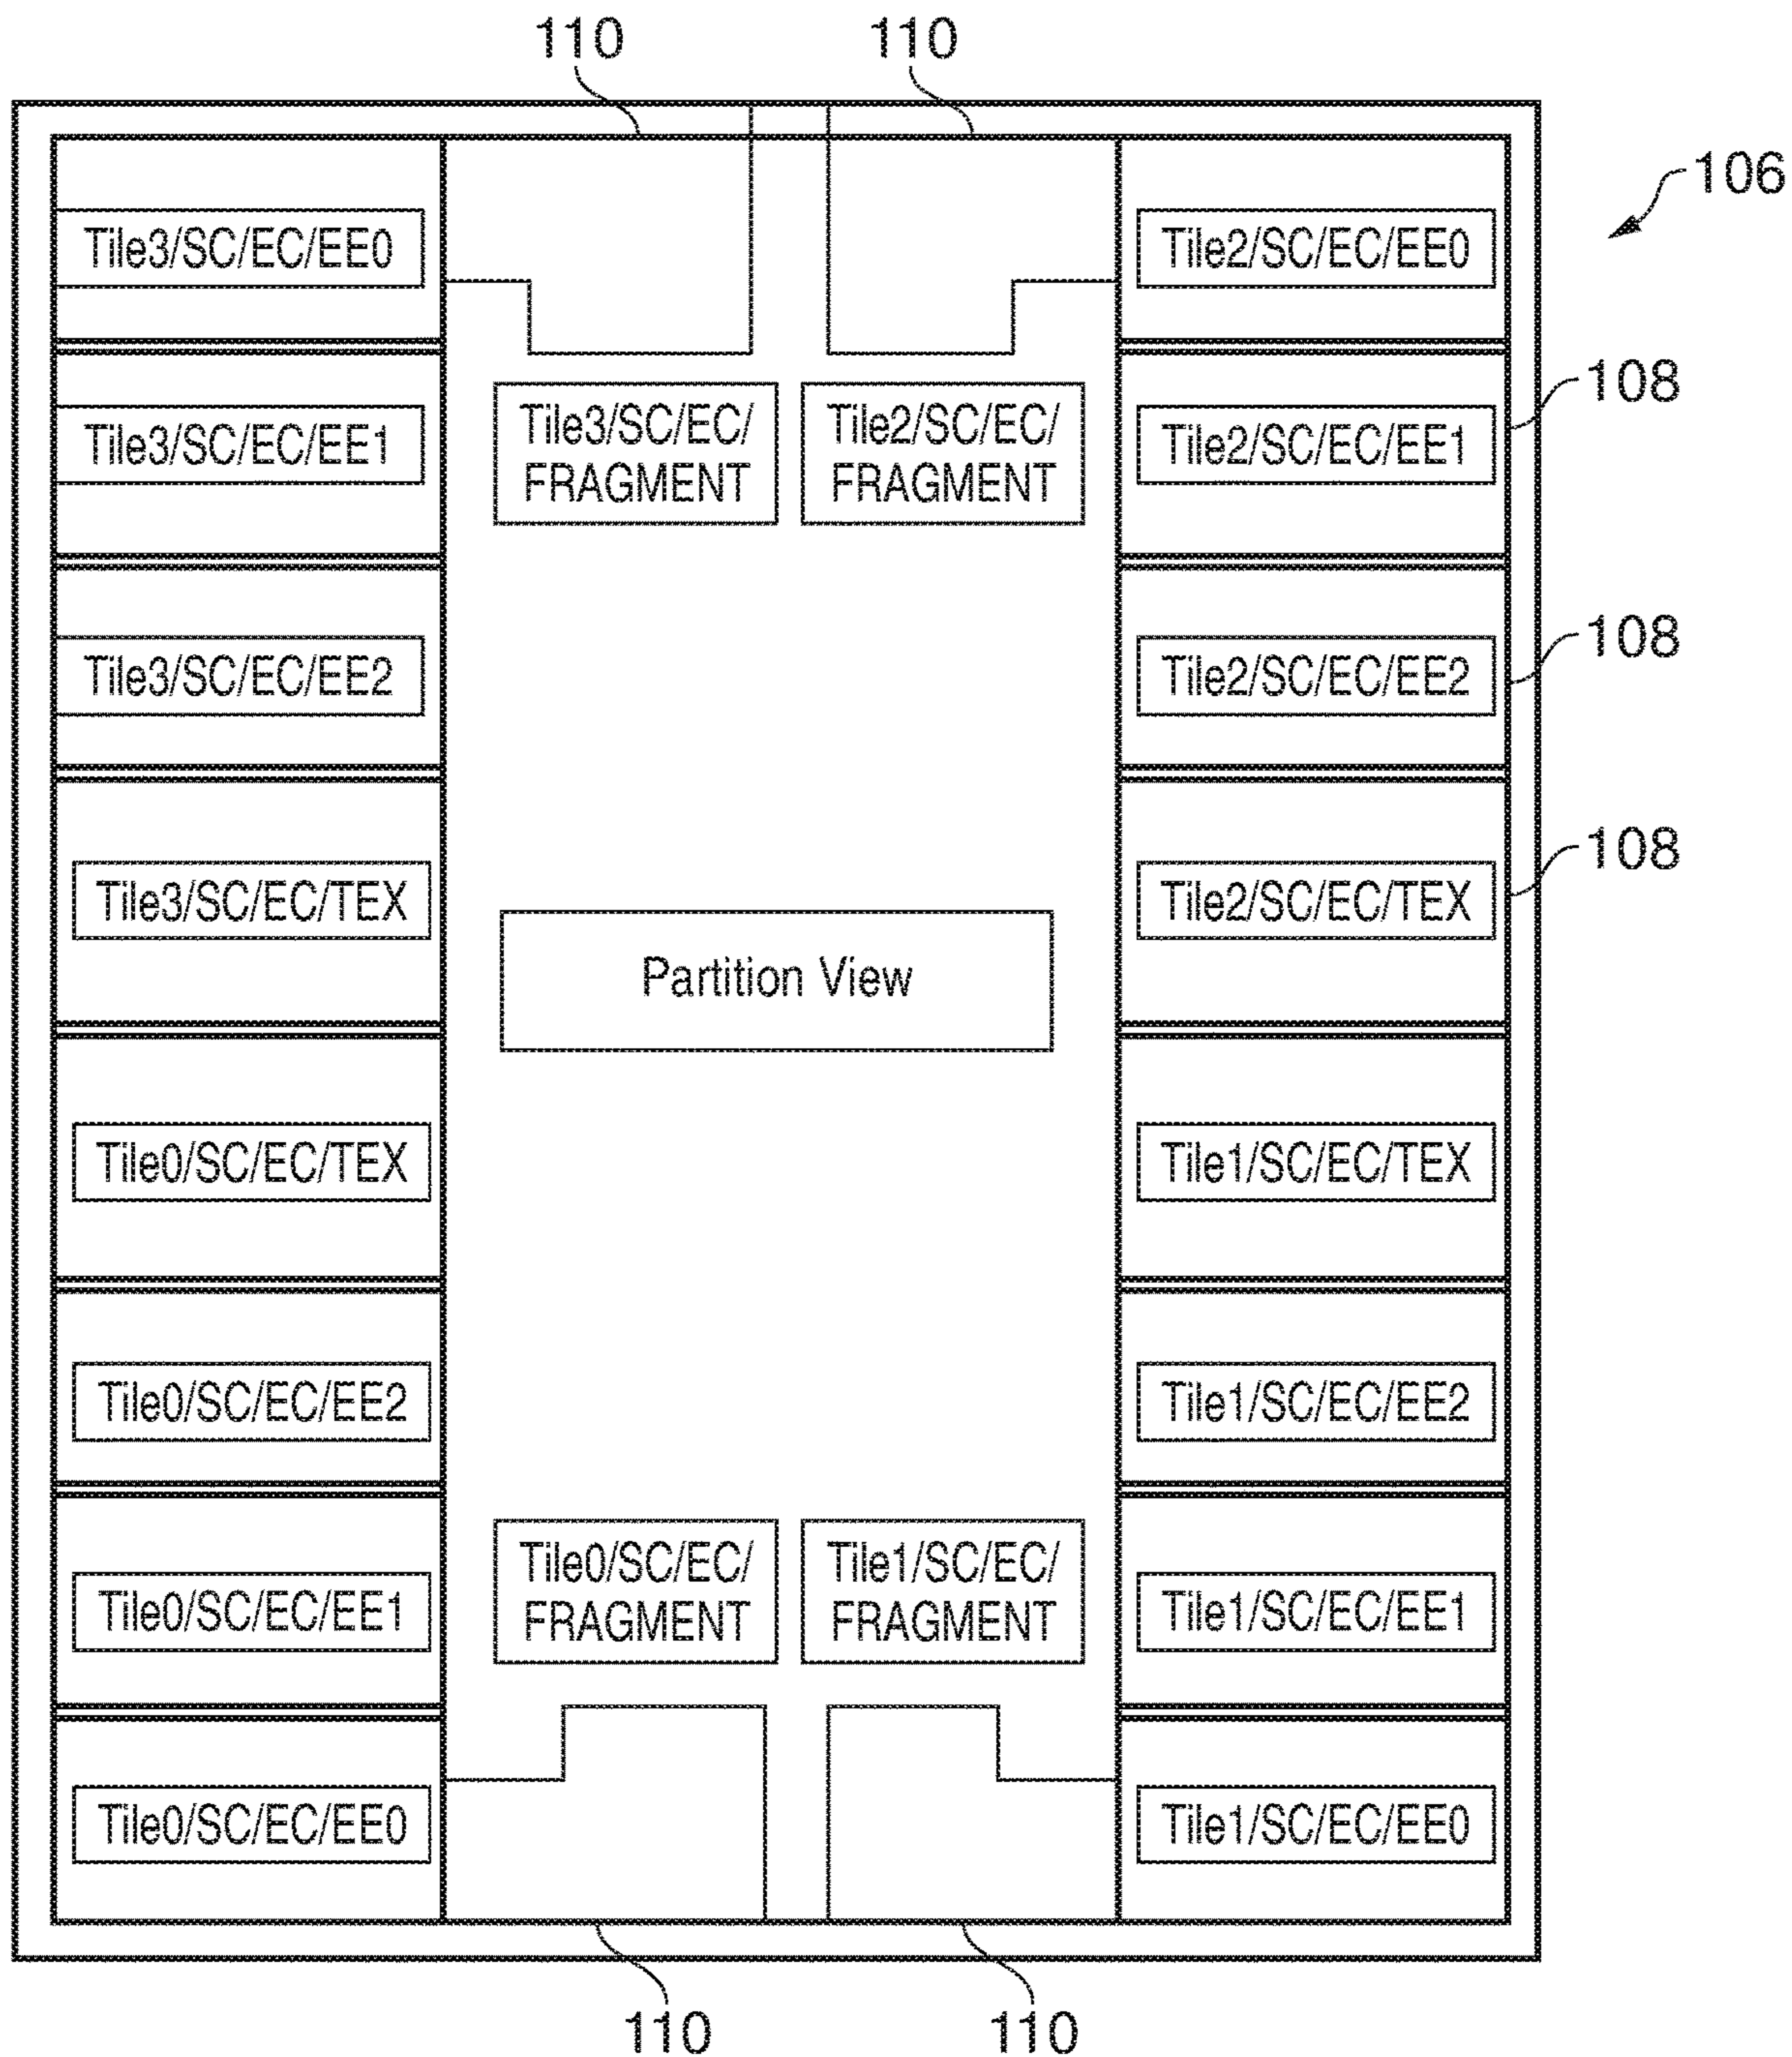 110 110
106
Tile3/SC/EC/EE0
Tile2/SC/EC/EE0
108
Tile3/SC/EC/EE1
Tile3/SC/EC/
FRAGMENT
Tile2/SC/EC/
FRAGMENT
Tile2/SC/EC/EE1
108
Tile3/SC/EC/EE2
Tile2/SC/EC/EE2
108
Tile3/SC/EC/TEX
Tile2/SC/EC/TEX
Partition View
Tile0/SC/EC/TEX
Tile1/SC/EC/TEX
Tile0/SC/EC/EE2
Tile1/SC/EC/EE2
Tile0/SC/EC/EE1
Tile0/SC/EC/
FRAGMENT
Tile1/SC/EC/
FRAGMENT
Tile1/SC/EC/EE1
Tile0/SC/EC/EE0
Tile1/SC/EC/EE0
110 110